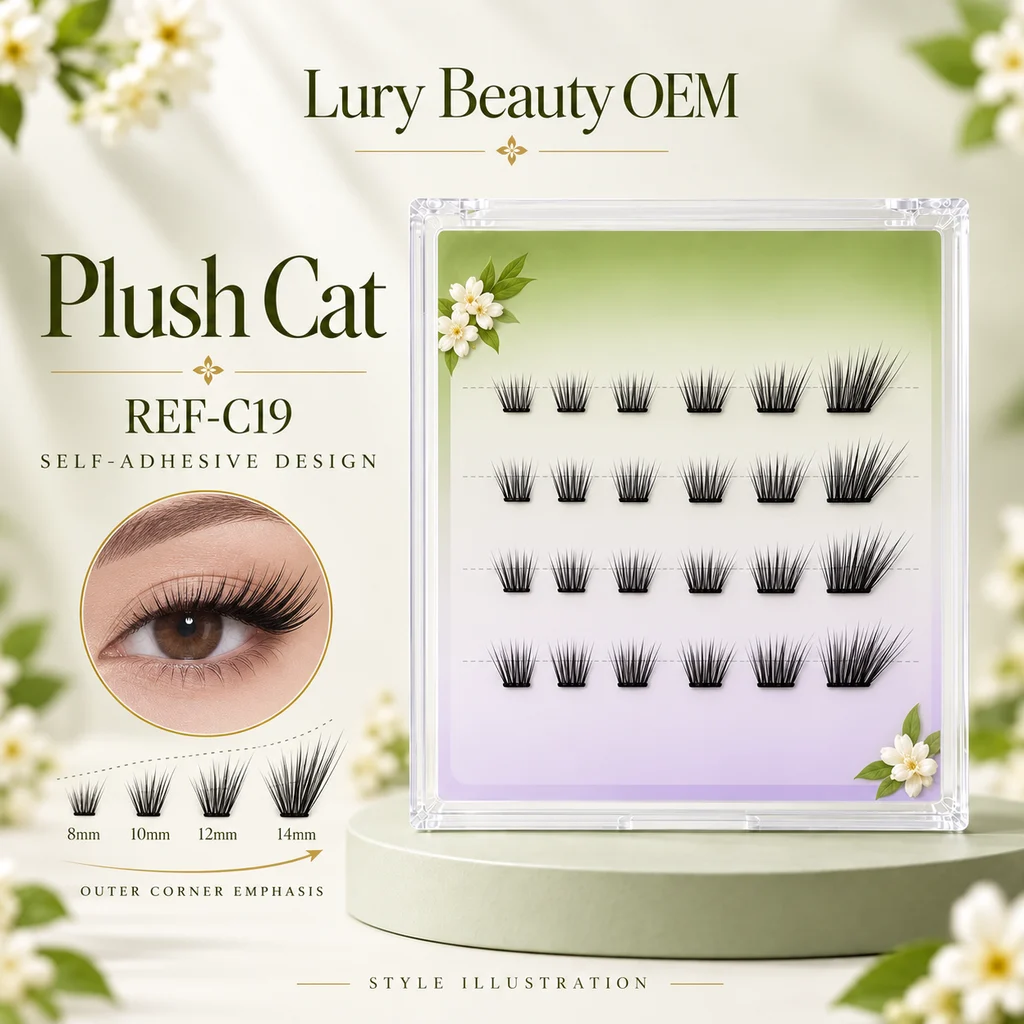 Lury Beauty OEM
Plush Cat
REF-C19
SELF-ADHESIVE DESIGN
8mm 10mm 12mm 14mm
OUTER CORNER EMPHASIS
STYLE ILLUSTRATION